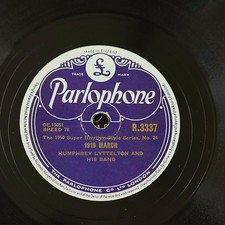 Made in England
TRADE £ MARK
Parlophone
CE.13051
SPEED 78
R.3337
The 1950 Super Rhythm-Style Series, No. 38
1919 MARCH
HUMPHREY LYTTELTON AND
HIS BAND
THE PARLOPHONE CO. LTD. LONDON